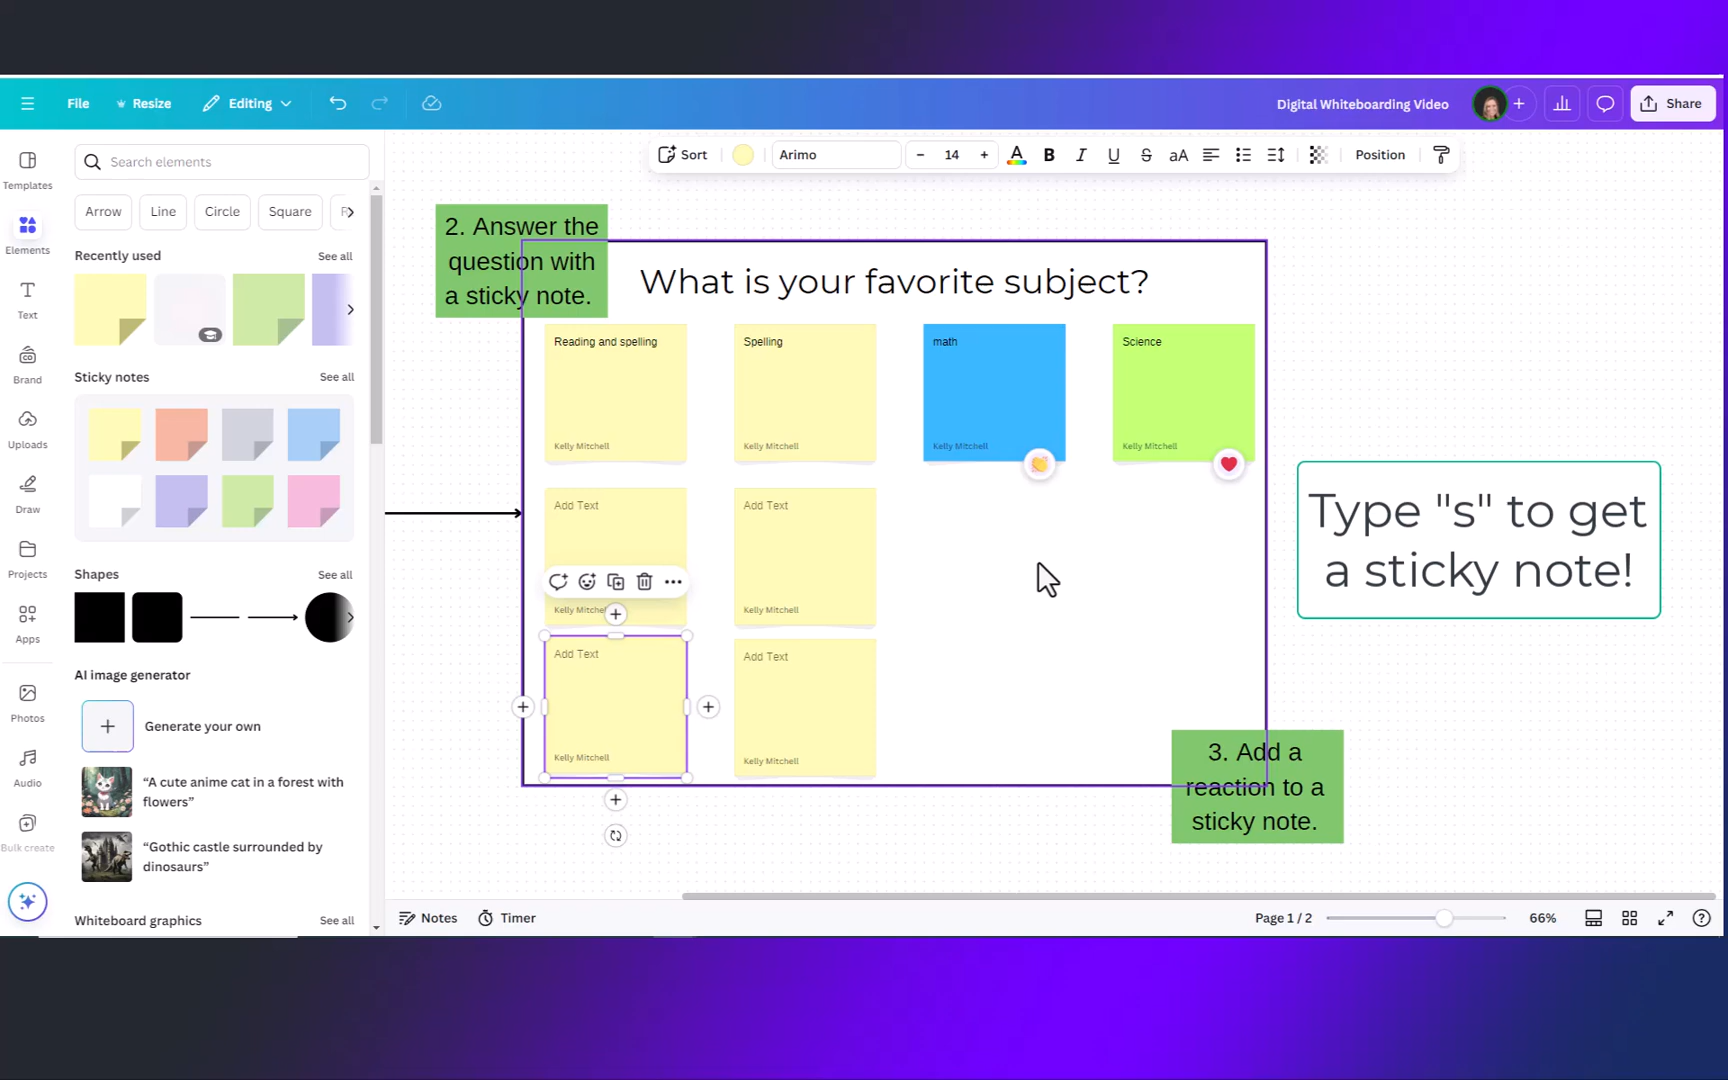 File
Resize
Editing
Digital Whiteboarding Video
Share
Templates
Elements
Text
Brand
Uploads
Draw
Projects
Apps
Photos
Audio
Bulk create
Search elements
Arrow
Line
Circle
Square
Recently used
See all
Sticky notes
See all
Shapes
See all
AI image generator
Generate your own
“A cute anime cat in a forest with
flowers”
“Gothic castle surrounded by
dinosaurs”
Whiteboard graphics
See all
Sort
Arimo
− 14 +
A
B
I
U
S
aA
Position
2. Answer the
question with
a sticky note.
What is your favorite subject?
Reading and spelling
Kelly Mitchell
Spelling
Kelly Mitchell
math
Kelly Mitchell
Science
Kelly Mitchell
Add Text
Kelly Mitchell
Add Text
Kelly Mitchell
Add Text
Kelly Mitchell
Add Text
Kelly Mitchell
Type "s" to get
a sticky note!
3. Add a
reaction to a
sticky note.
Notes
Timer
Page 1 / 2
66%